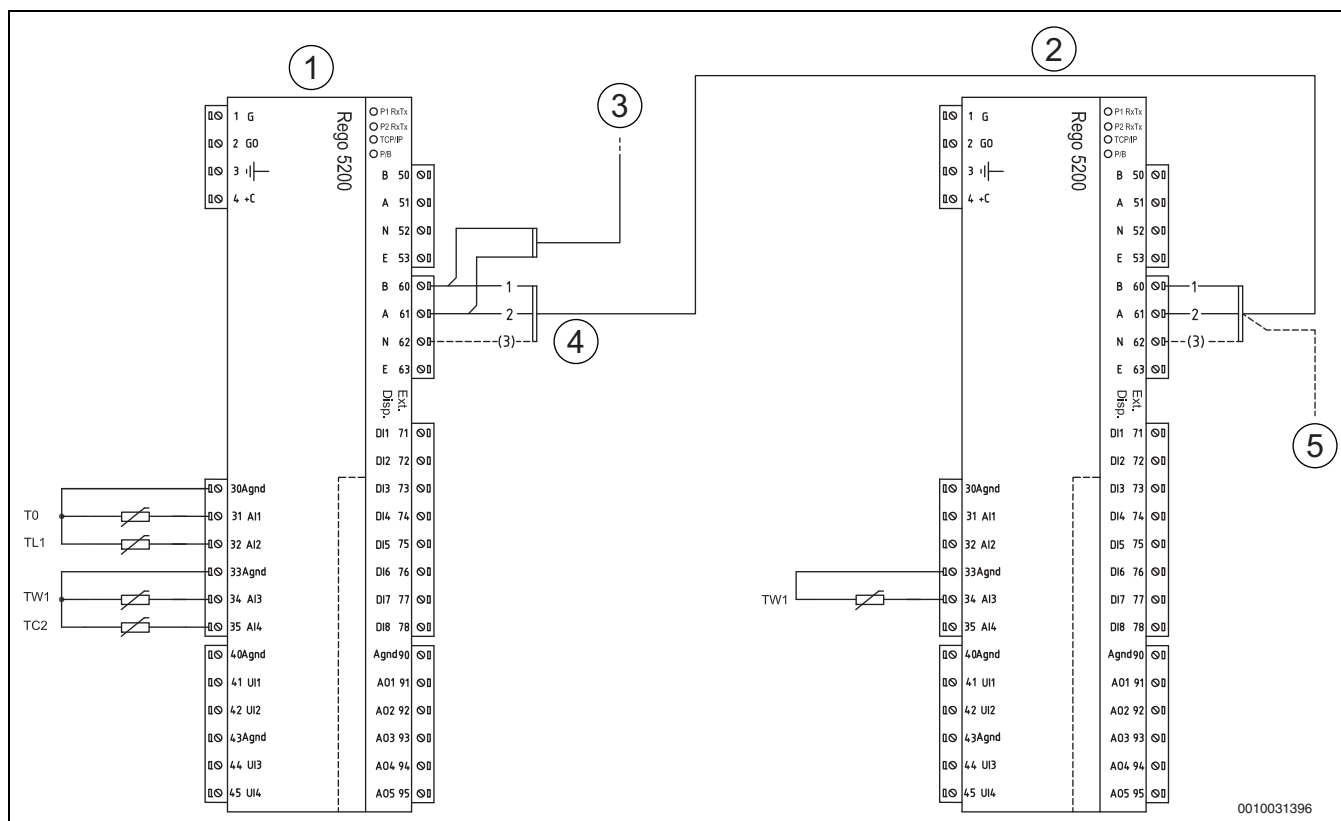 1
2
3
1 G
2 G0
3
4 +C
Rego 5200
P1 RxTx
P2 RxTx
TCP/IP
P/B
B 50
A 51
N 52
E 53
B 60
A 61
N 62
E 63
1
2
(3)
4
Ext.
Disp.
DI1 71
DI2 72
DI3 73
DI4 74
DI5 75
DI6 76
DI7 77
DI8 78
Agnd90
AO1 91
AO2 92
AO3 93
AO4 94
AO5 95
T0
TL1
TW1
TC2
30Agnd
31 AI1
32 AI2
33Agnd
34 AI3
35 AI4
40Agnd
41 UI1
42 UI2
43Agnd
44 UI3
45 UI4
1 G
2 G0
3
4 +C
Rego 5200
P1 RxTx
P2 RxTx
TCP/IP
P/B
B 50
A 51
N 52
E 53
B 60
A 61
N 62
E 63
1
2
(3)
5
Ext.
Disp.
DI1 71
DI2 72
DI3 73
DI4 74
DI5 75
DI6 76
DI7 77
DI8 78
Agnd90
AO1 91
AO2 92
AO3 93
AO4 94
AO5 95
TW1
30Agnd
31 AI1
32 AI2
33Agnd
34 AI3
35 AI4
40Agnd
41 UI1
42 UI2
43Agnd
44 UI3
45 UI4
0010031396